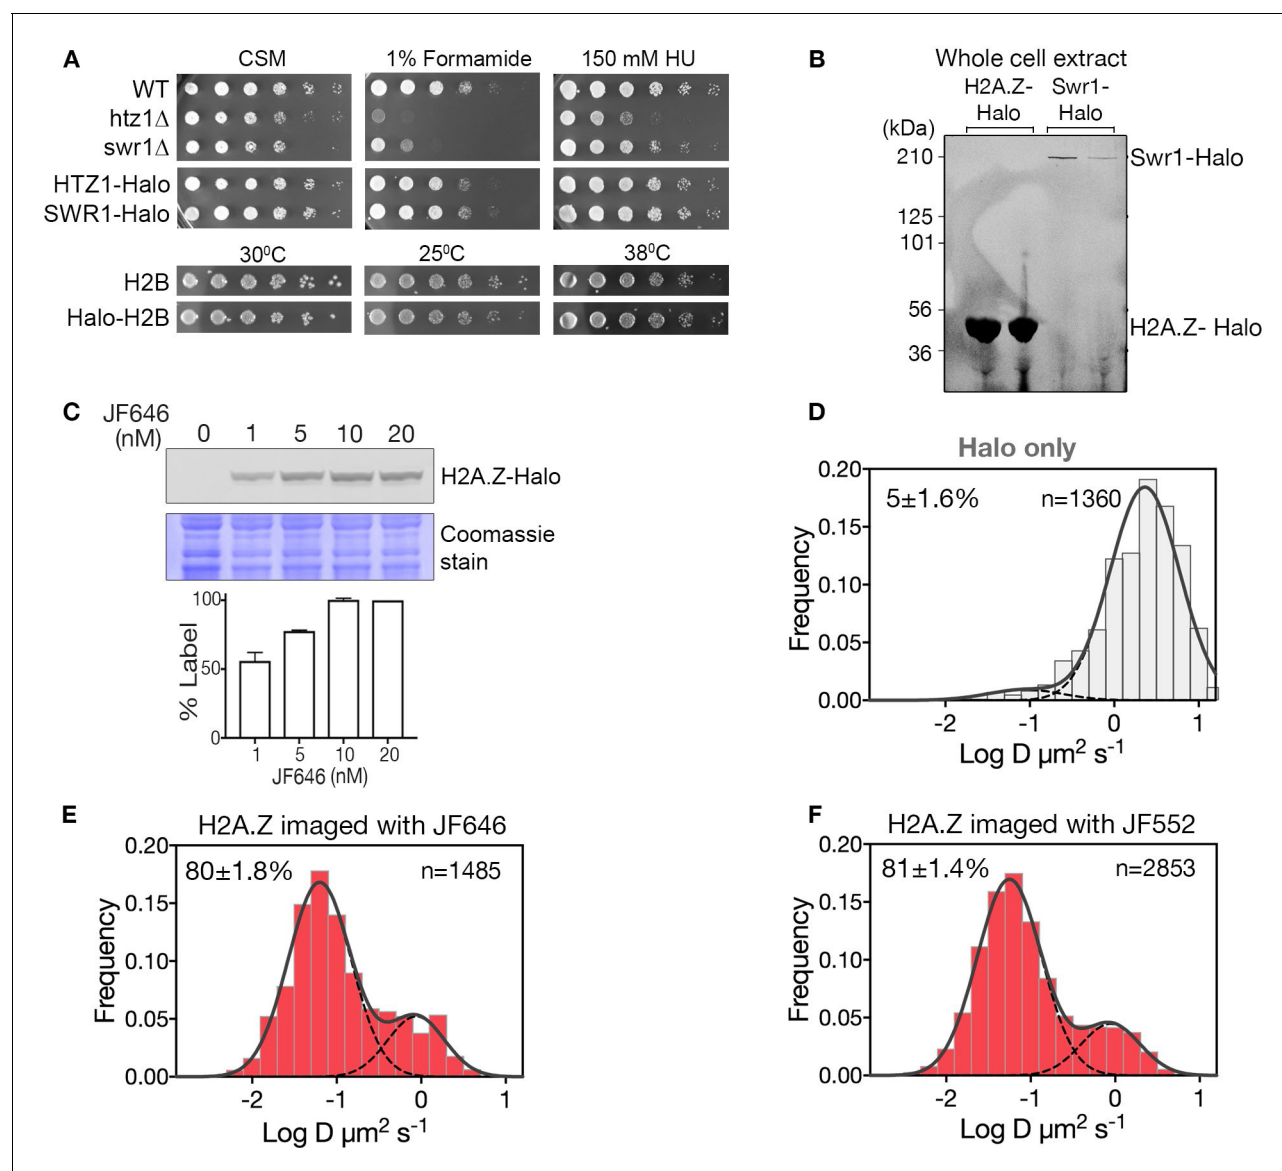 A
CSM
1% Formamide
150 mM HU
WT
htz1Δ
swr1Δ
HTZ1-Halo
SWR1-Halo
30⁰C
25⁰C
38⁰C
H2B
Halo-H2B
B
Whole cell extract
H2A.Z-
Halo
Swr1-
Halo
(kDa)
210
125
101
56
36
Swr1-Halo
H2A.Z- Halo
C
JF646
(nM)
0 1 5 10 20
H2A.Z-Halo
Coomassie
stain
% Label
100
50
0
1 5 10 20
JF646 (nM)
D
Halo only
5±1.6%
n=1360
Frequency
0.20
0.15
0.10
0.05
0.00
-2 -1 0 1
Log D µm² s⁻¹
E
H2A.Z imaged with JF646
80±1.8%
n=1485
Frequency
0.20
0.15
0.10
0.05
0.00
-2 -1 0 1
Log D µm² s⁻¹
F
H2A.Z imaged with JF552
81±1.4%
n=2853
Frequency
0.20
0.15
0.10
0.05
0.00
-2 -1 0 1
Log D µm² s⁻¹